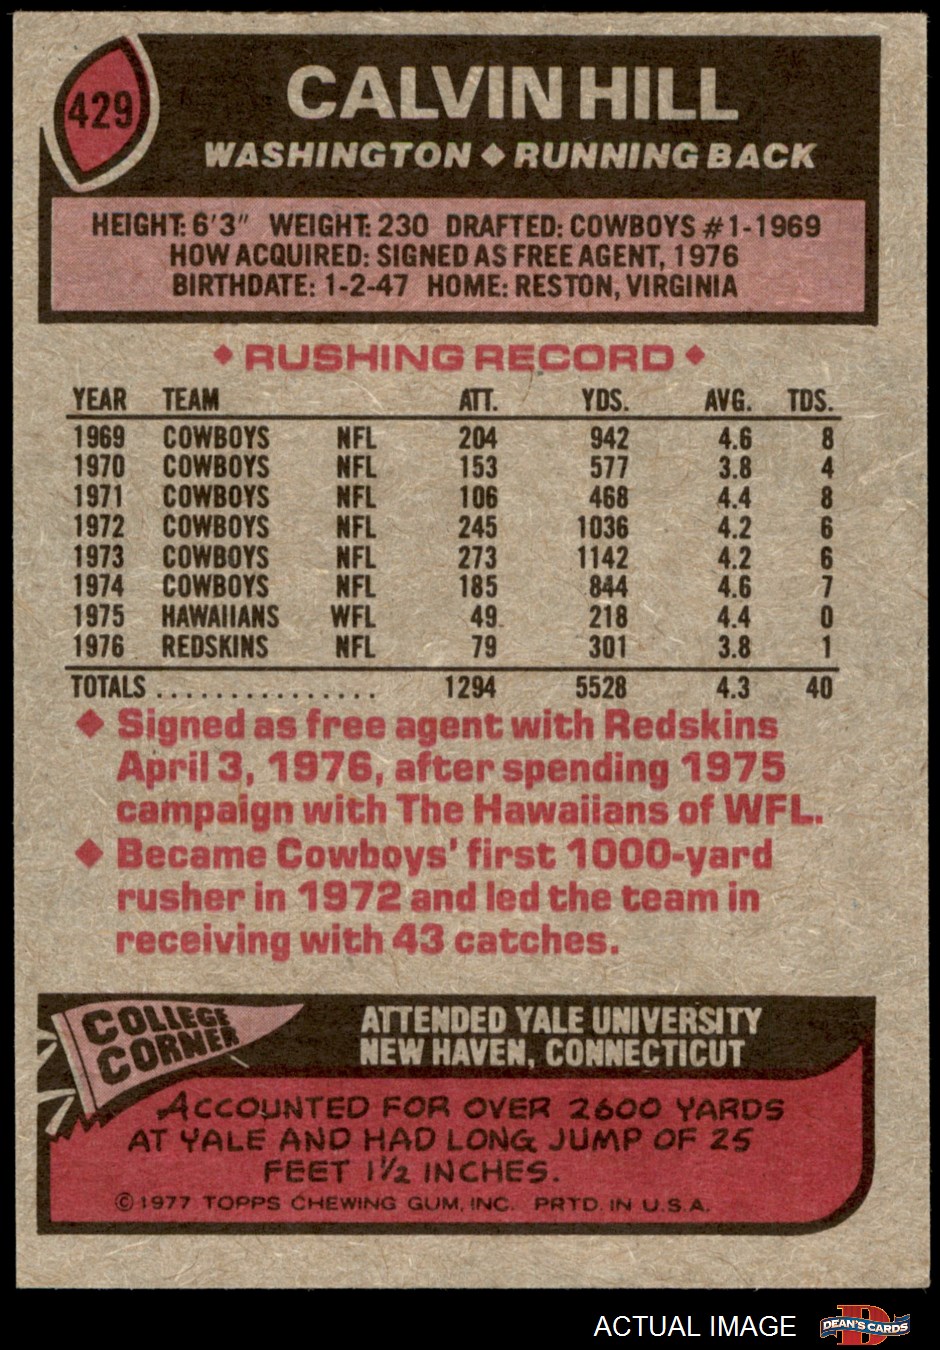 429
CALVIN HILL
WASHINGTON ◆ RUNNING BACK
HEIGHT: 6'3" WEIGHT: 230 DRAFTED: COWBOYS #1-1969
HOW ACQUIRED: SIGNED AS FREE AGENT, 1976
BIRTHDATE: 1-2-47 HOME: RESTON, VIRGINIA
◆ RUSHING RECORD ◆
YEAR TEAM ATT. YDS. AVG. TDS.
1969 COWBOYS NFL 204 942 4.6 8
1970 COWBOYS NFL 153 577 3.8 4
1971 COWBOYS NFL 106 468 4.4 8
1972 COWBOYS NFL 245 1036 4.2 6
1973 COWBOYS NFL 273 1142 4.2 6
1974 COWBOYS NFL 185 844 4.6 7
1975 HAWAIIANS WFL 49 218 4.4 0
1976 REDSKINS NFL 79 301 3.8 1
TOTALS ............... 1294 5528 4.3 40
◆ Signed as free agent with Redskins
April 3, 1976, after spending 1975
campaign with The Hawaiians of WFL.
◆ Became Cowboys' first 1000-yard
rusher in 1972 and led the team in
receiving with 43 catches.
COLLEGE
CORNER
ATTENDED YALE UNIVERSITY
NEW HAVEN, CONNECTICUT
ACCOUNTED FOR OVER 2600 YARDS
AT YALE AND HAD LONG JUMP OF 25
FEET 1½ INCHES.
©1977 TOPPS CHEWING GUM, INC. PRTD. IN U.S.A.
ACTUAL IMAGE
D
DEAN'S CARDS